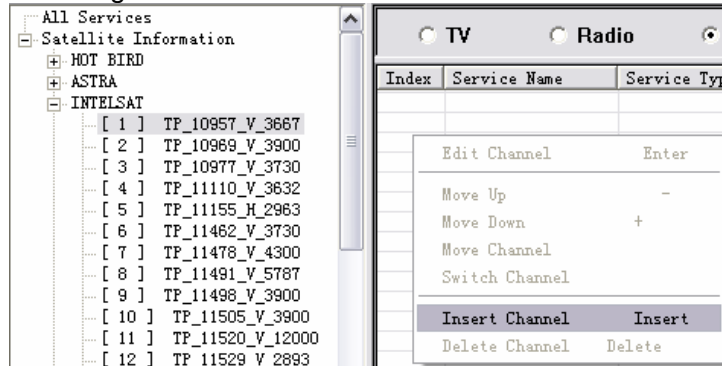 All Services
Satellite Information
HOT BIRD
ASTRA
INTELSAT
[ 1 ] TP_10957_V_3667
[ 2 ] TP_10969_V_3900
[ 3 ] TP_10977_V_3730
[ 4 ] TP_11110_V_3632
[ 5 ] TP_11155_H_2963
[ 6 ] TP_11462_V_3730
[ 7 ] TP_11478_V_4300
[ 8 ] TP_11491_V_5787
[ 9 ] TP_11498_V_3900
[ 10 ] TP_11505_V_3900
[ 11 ] TP_11520_V_12000
[ 12 ] TP_11529_V_2893
TV Radio
Index Service Name Service Typ
Edit Channel Enter
Move Up -
Move Down +
Move Channel
Switch Channel
Insert Channel Insert
Delete Channel Delete